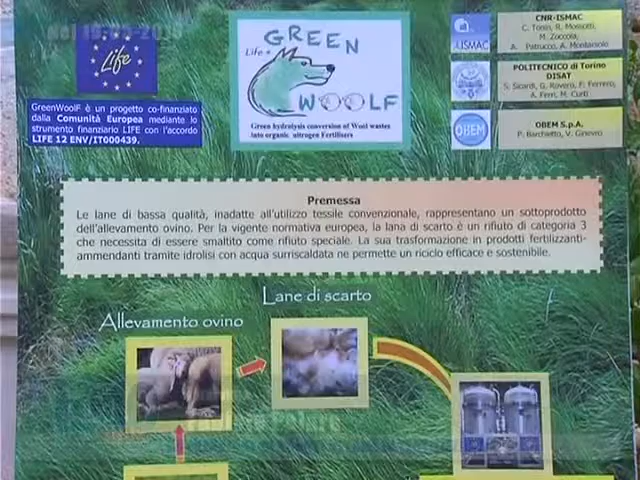 Life
GreenWoolF è un progetto co-finanziato
dalla Comunità Europea mediante lo
strumento finanziario LIFE con l'accordo
LIFE 12 ENV/IT000439.
Life +
GREEN
WOOLF
Green hydrolysis conversion of Wool wastes
into organic nitrogen Fertilisers
ISMAC
CNR-ISMAC
C. Tonin, R. Mossotti,
M. Zoccola,
A. Patrucco, A. Montarsolo
POLITECNICO di Torino
DISAT
S. Sicardi, G. Rovero, F. Ferrero,
A. Ferri, M. Curti
OBEM
OBEM S.p.A.
P. Barchietto, V. Ginevro
Premessa
Le lane di bassa qualità, inadatte all'utilizzo tessile convenzionale, rappresentano un sottoprodotto
dell'allevamento ovino. Per la vigente normativa europea, la lana di scarto è un rifiuto di categoria 3
che necessita di essere smaltito come rifiuto speciale. La sua trasformazione in prodotti fertilizzanti-
ammendanti tramite idrolisi con acqua surriscaldata ne permette un riciclo efficace e sostenibile.
Lane di scarto
Allevamento ovino